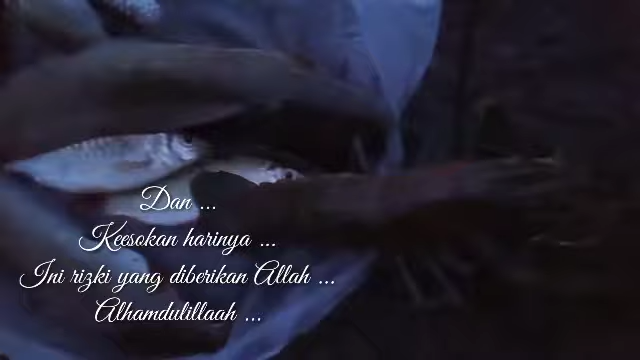 Dan ...
Keesokan harinya ...
Ini rizki yang diberikan Allah ...
Alhamdulillaah ...